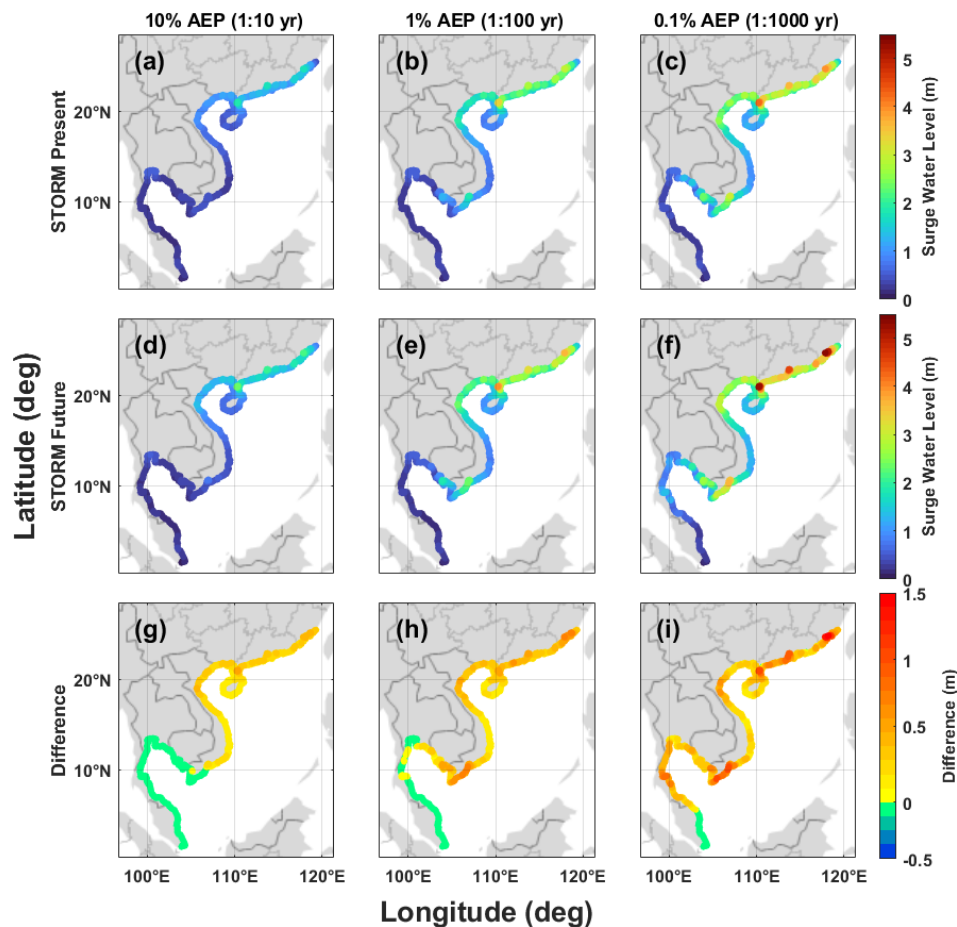 10% AEP (1:10 yr)
1% AEP (1:100 yr)
0.1% AEP (1:1000 yr)
STORM Present
20°N
10°N
(a)
(b)
(c)
5
4
3
2
1
0
Surge Water Level (m)
Latitude (deg)
STORM Future
20°N
10°N
(d)
(e)
(f)
5
4
3
2
1
0
Surge Water Level (m)
Difference
20°N
10°N
(g)
(h)
(i)
1.5
1
0.5
0
-0.5
Difference (m)
100°E 110°E 120°E
100°E 110°E 120°E
100°E 110°E 120°E
Longitude (deg)